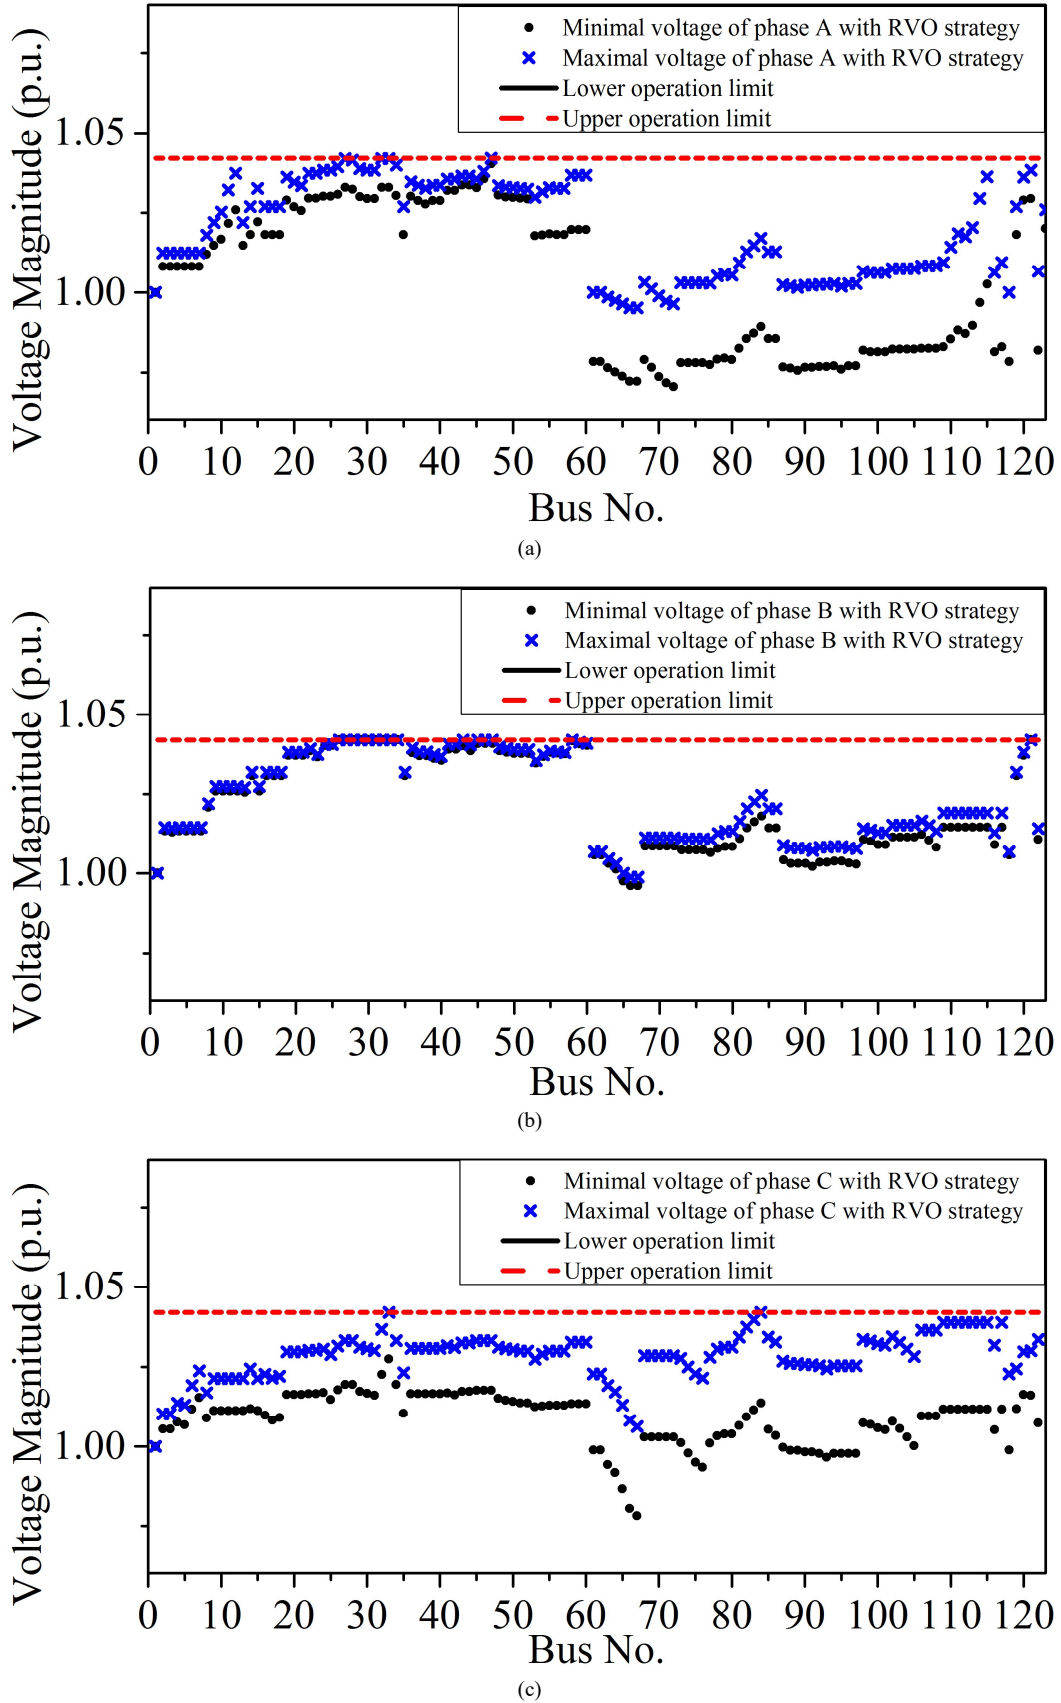 Minimal voltage of phase A with RVO strategy
Maximal voltage of phase A with RVO strategy
Lower operation limit
Upper operation limit
Voltage Magnitude (p.u.)
1.05
1.00
0 10 20 30 40 50 60 70 80 90 100 110 120
Bus No.
(a)
Minimal voltage of phase B with RVO strategy
Maximal voltage of phase B with RVO strategy
Lower operation limit
Upper operation limit
Voltage Magnitude (p.u.)
1.05
1.00
0 10 20 30 40 50 60 70 80 90 100 110 120
Bus No.
(b)
Minimal voltage of phase C with RVO strategy
Maximal voltage of phase C with RVO strategy
Lower operation limit
Upper operation limit
Voltage Magnitude (p.u.)
1.05
1.00
0 10 20 30 40 50 60 70 80 90 100 110 120
Bus No.
(c)